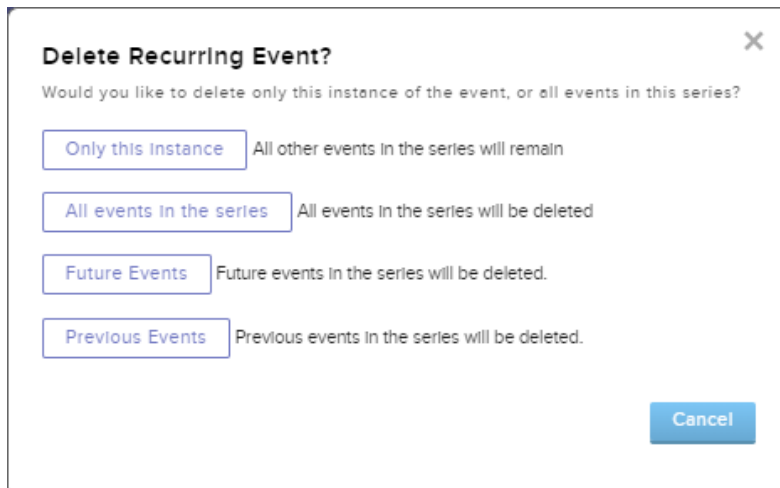 Delete Recurring Event?
Would you like to delete only this instance of the event, or all events in this series?
Only this instance All other events in the series will remain
All events in the series All events in the series will be deleted
Future Events Future events in the series will be deleted.
Previous Events Previous events in the series will be deleted.
Cancel